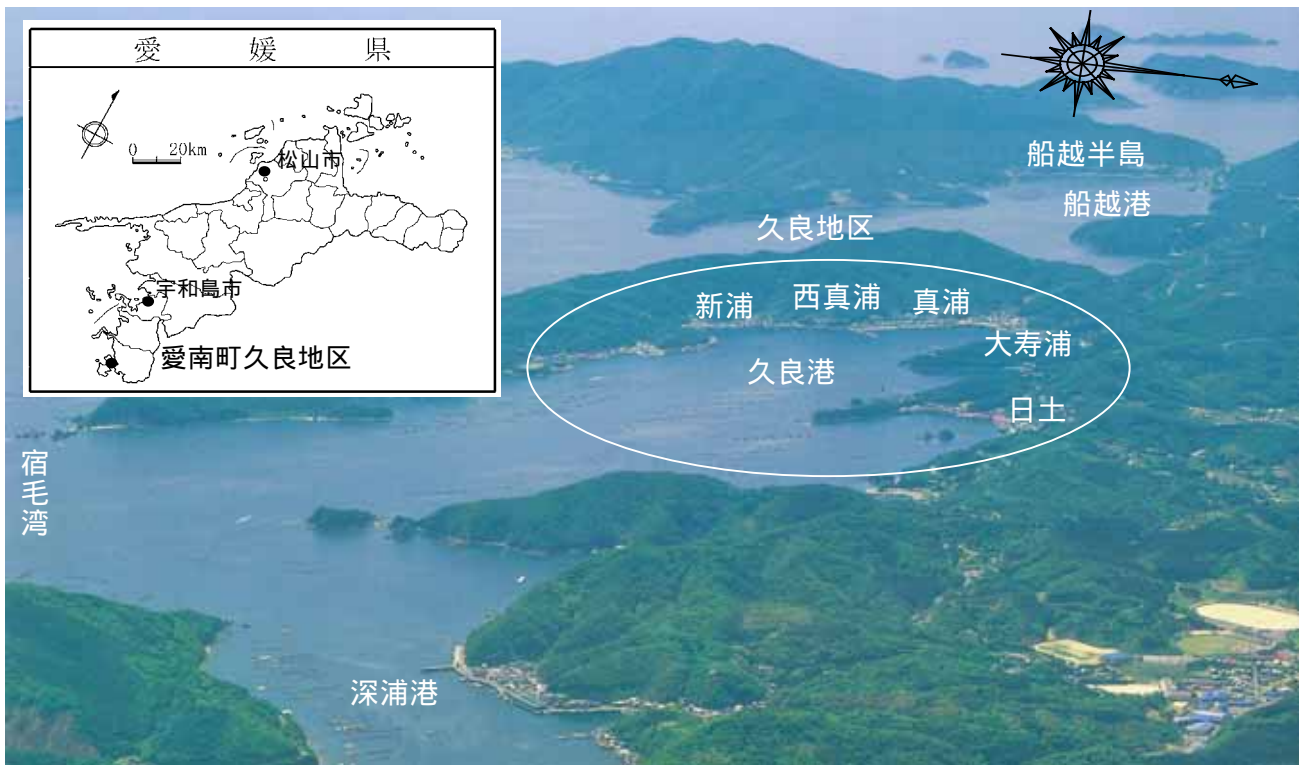 愛媛県
0 20km
松山市
宇和島市
愛南町久良地区
船越半島
船越港
久良地区
新浦
西真浦
真浦
大寿浦
久良港
日土
宿毛湾
深浦港